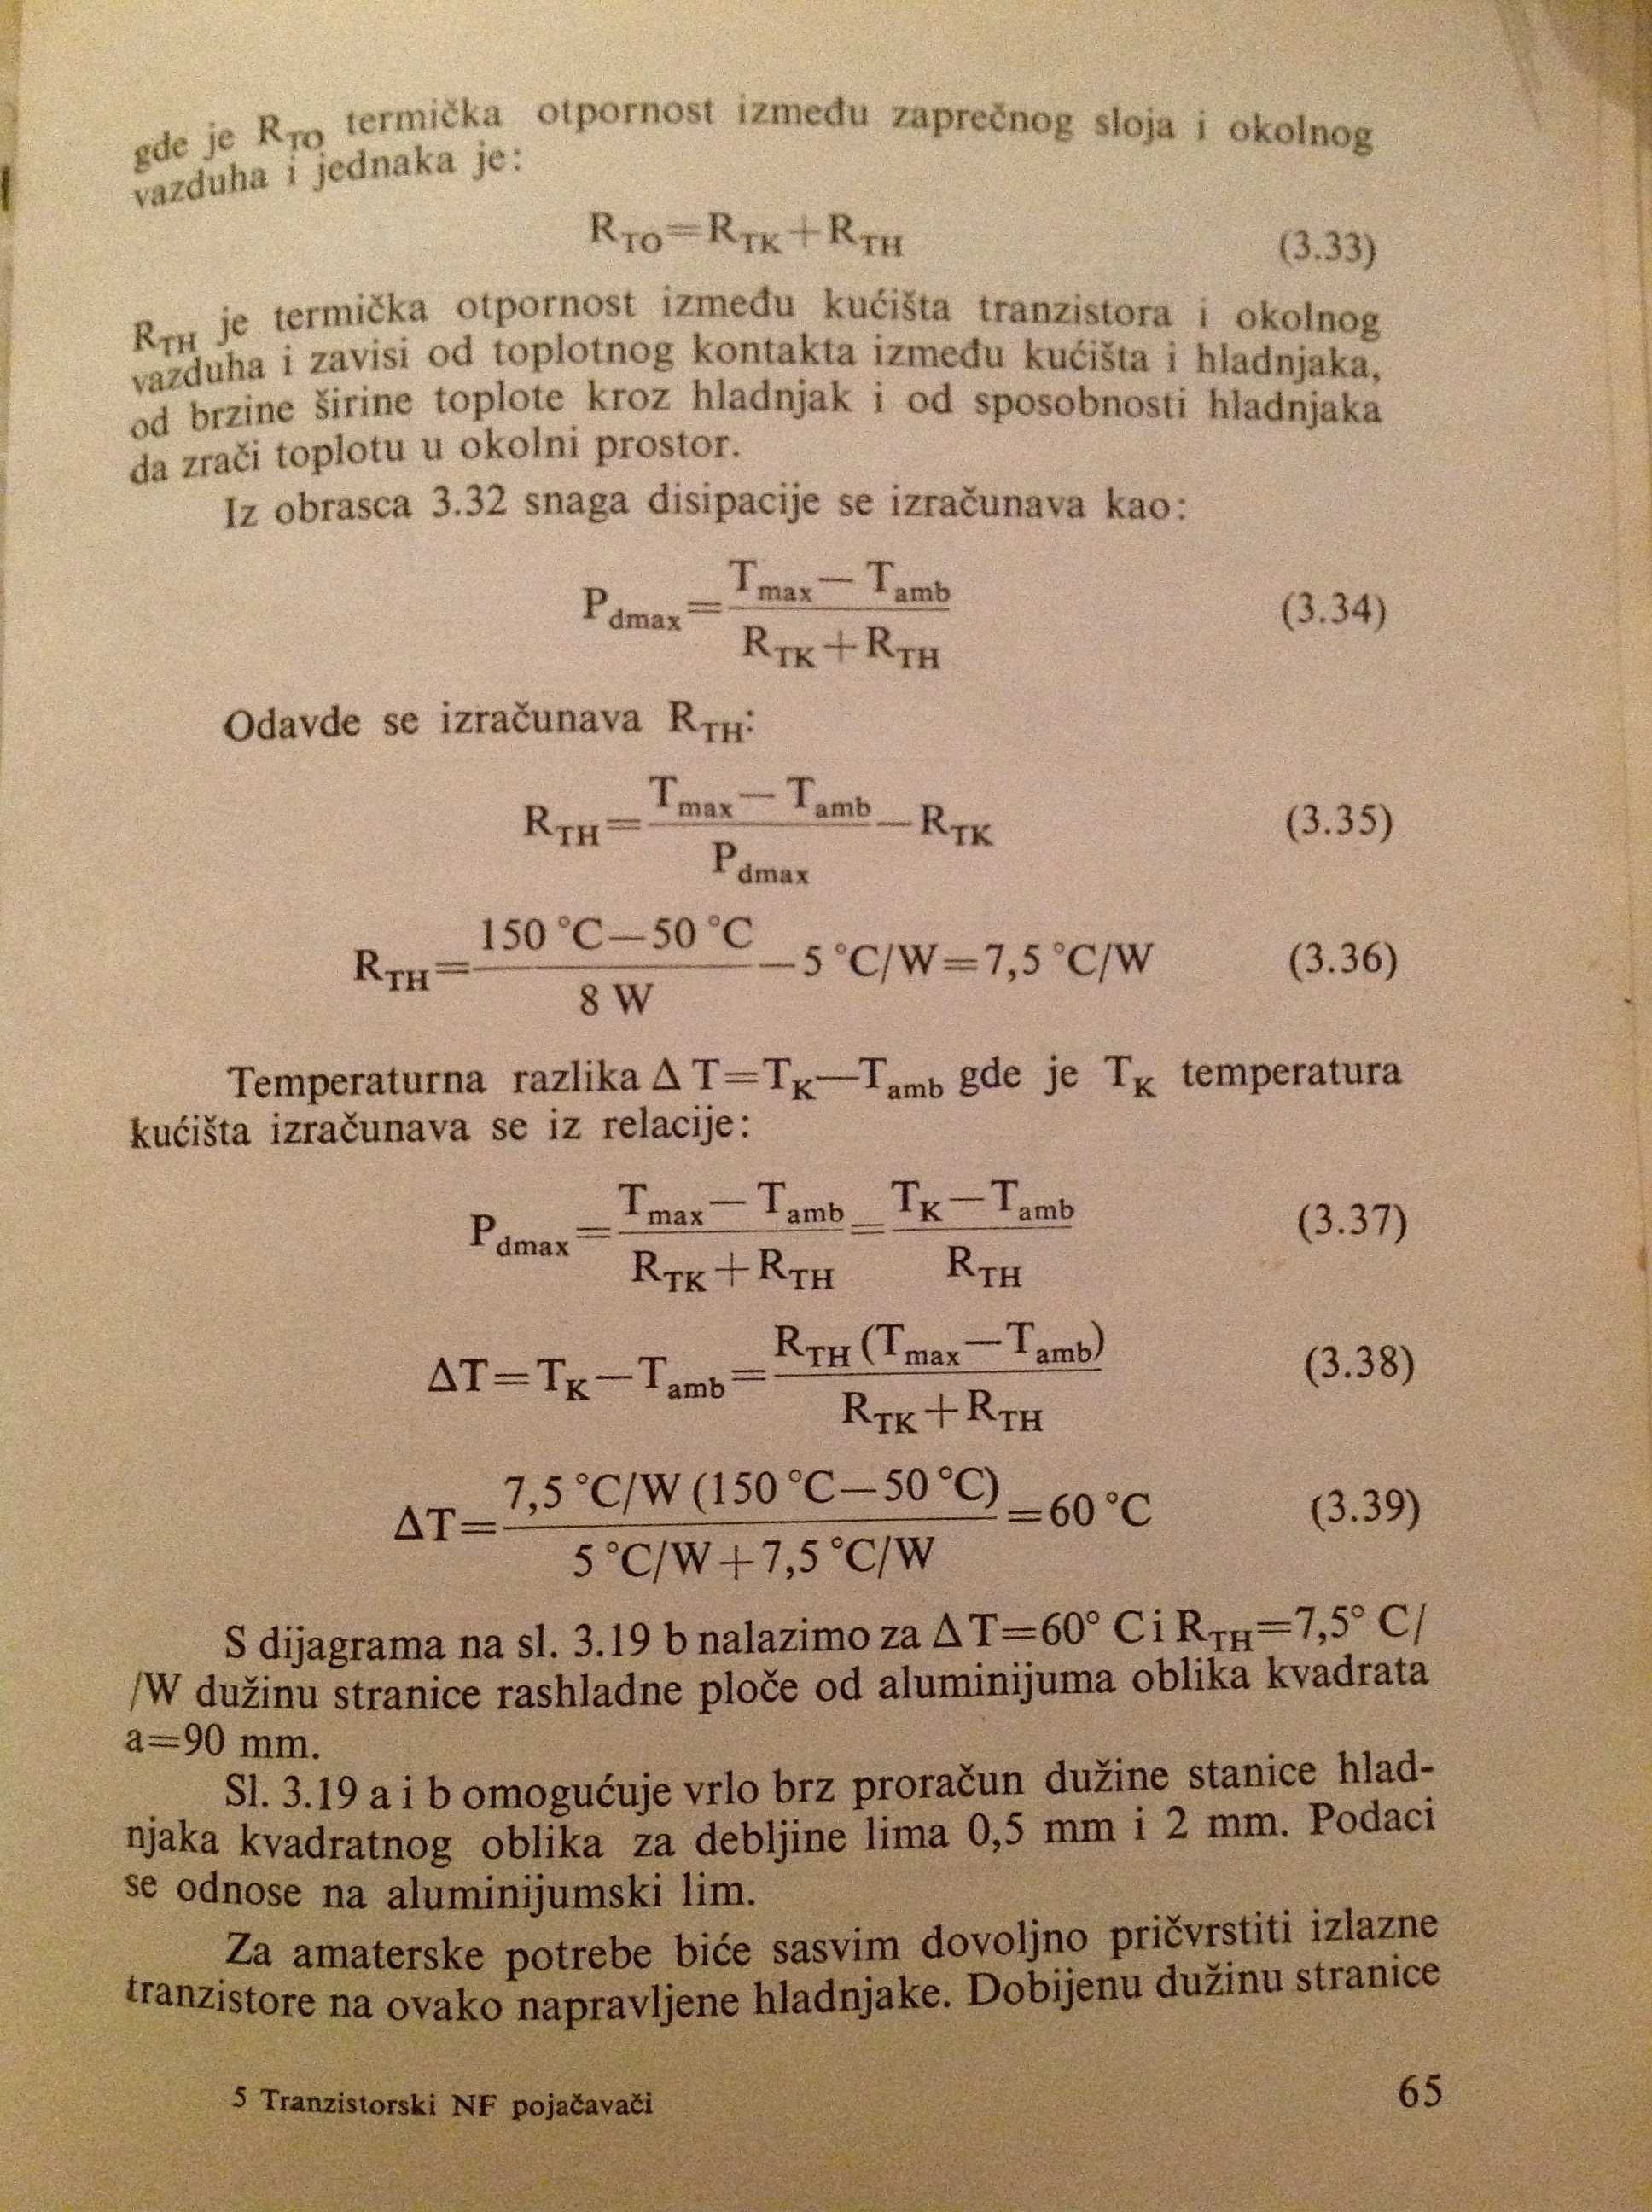 gde je R_TO termička otpornost između zaprečnog sloja i okolnog
vazduha i jednaka je:
R_TO=R_TK+R_TH (3.33)
R_TH je termička otpornost između kućišta tranzistora i okolnog
vazduha i zavisi od toplotnog kontakta između kućišta i hladnjaka,
od brzine širine toplote kroz hladnjak i od sposobnosti hladnjaka
da zrači toplotu u okolni prostor.
Iz obrasca 3.32 snaga disipacije se izračunava kao:
P_dmax = (T_max—T_amb) / (R_TK+R_TH) (3.34)
Odavde se izračunava R_TH:
R_TH = (T_max—T_amb) / P_dmax —R_TK (3.35)
R_TH = (150 °C—50 °C) / 8 W —5 °C/W=7,5 °C/W (3.36)
Temperaturna razlika Δ T=T_K—T_amb gde je T_K temperatura
kućišta izračunava se iz relacije:
P_dmax = (T_max—T_amb) / (R_TK+R_TH) = (T_K—T_amb) / R_TH (3.37)
ΔT=T_K—T_amb = R_TH (T_max—T_amb) / (R_TK+R_TH) (3.38)
ΔT = 7,5 °C/W (150 °C—50 °C) / (5 °C/W+7,5 °C/W) =60 °C (3.39)
S dijagrama na sl. 3.19 b nalazimo za Δ T=60° C i R_TH=7,5° C/
/W dužinu stranice rashladne ploče od aluminijuma oblika kvadrata
a=90 mm.
Sl. 3.19 a i b omogućuje vrlo brz proračun dužine stanice hlad-
njaka kvadratnog oblika za debljine lima 0,5 mm i 2 mm. Podaci
se odnose na aluminijumski lim.
Za amaterske potrebe biće sasvim dovoljno pričvrstiti izlazne
tranzistore na ovako napravljene hladnjake. Dobijenu dužinu stranice
5 Tranzistorski NF pojačavači 65